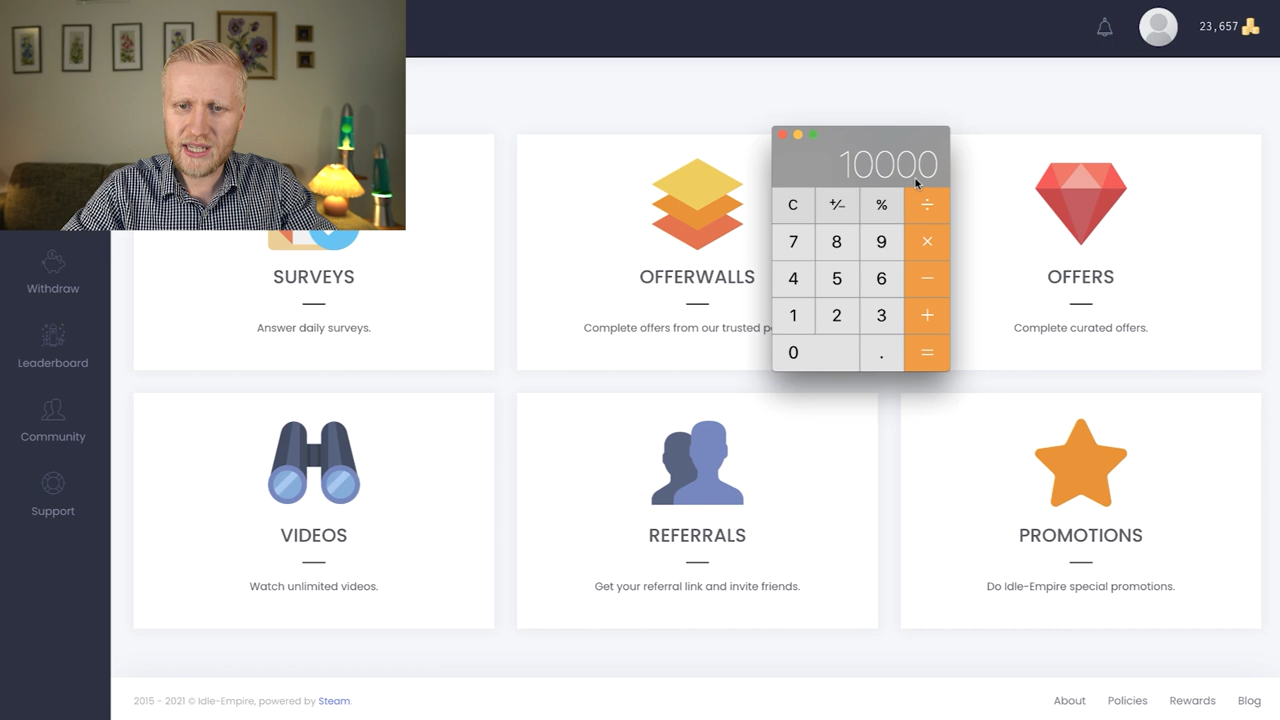 23,657
10000
C +/- % ÷
7 8 9 ×
4 5 6 −
1 2 3 +
0 . =
SURVEYS
Answer daily surveys.
OFFERWALLS
Complete offers from our trusted
OFFERS
Complete curated offers.
Withdraw
Leaderboard
Community
Support
VIDEOS
Watch unlimited videos.
REFERRALS
Get your referral link and invite friends.
PROMOTIONS
Do Idle-Empire special promotions.
2015 - 2021 © Idle-Empire, powered by Steam.
About Policies Rewards Blog